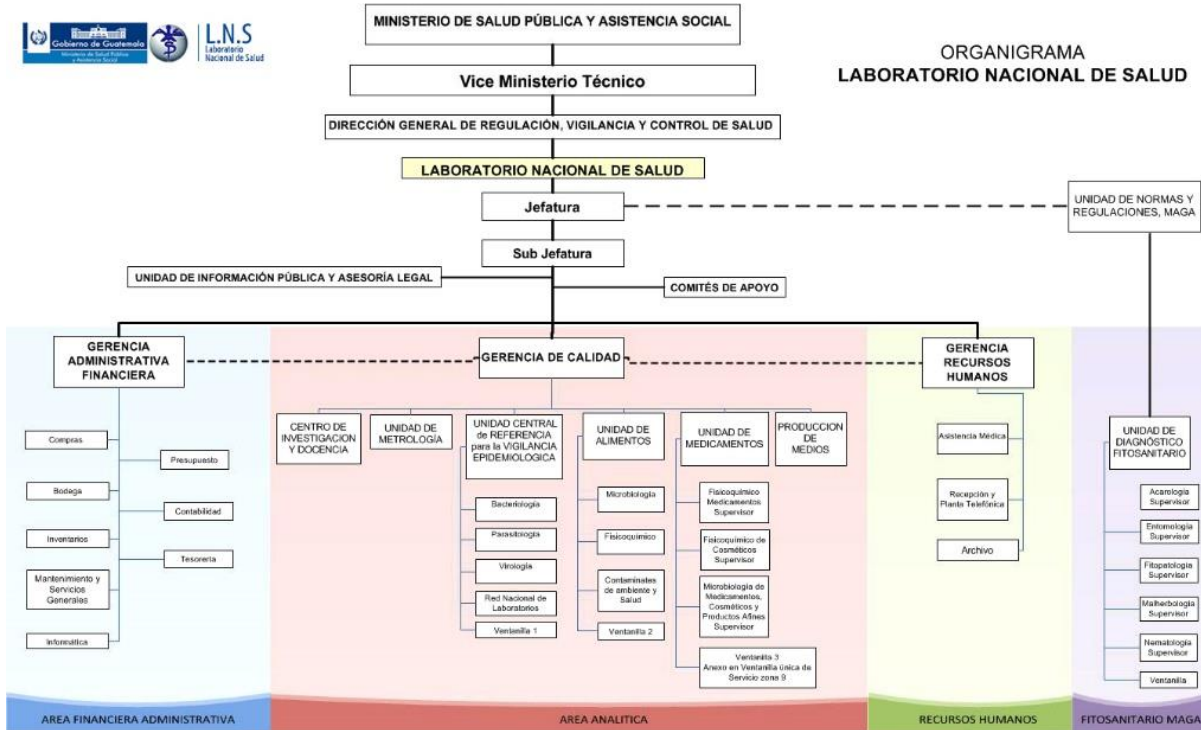 Gobierno de Guatemala
Ministerio de Salud Pública
y Asistencia Social
L.N.S
Laboratorio
Nacional de Salud
ORGANIGRAMA
LABORATORIO NACIONAL DE SALUD
MINISTERIO DE SALUD PÚBLICA Y ASISTENCIA SOCIAL
Vice Ministerio Técnico
DIRECCIÓN GENERAL DE REGULACIÓN, VIGILANCIA Y CONTROL DE SALUD
LABORATORIO NACIONAL DE SALUD
Jefatura
UNIDAD DE NORMAS Y
REGULACIONES, MAGA
Sub Jefatura
UNIDAD DE INFORMACIÓN PÚBLICA Y ASESORÍA LEGAL
COMITÉS DE APOYO
GERENCIA
ADMINISTRATIVA
FINANCIERA
GERENCIA DE CALIDAD
GERENCIA
RECURSOS
HUMANOS
Compras
Presupuesto
Bodega
Contabilidad
Inventarios
Tesorería
Mantenimiento y
Servicios
Generales
Informática
CENTRO DE
INVESTIGACION
Y DOCENCIA
UNIDAD DE
METROLOGÍA
UNIDAD CENTRAL
de REFERENCIA
para la VIGILANCIA
EPIDEMIOLOGICA
Bacteriología
Parasitología
Virología
Red Nacional de
Laboratorios
Ventanilla 1
UNIDAD DE
ALIMENTOS
Microbiología
Fisicoquímico
Contaminates
de ambiente y
Salud
Ventanilla 2
UNIDAD DE
MEDICAMENTOS
Fisicoquímico
Medicamentos
Supervisor
Fisicoquímico de
Cosméticos
Supervisor
Microbiología de
Medicamentos,
Cosméticos y
Productos Afines
Supervisor
Ventanilla 3
Anexo en Ventanilla única de
Servicio zona 9
PRODUCCION
DE
MEDIOS
Asistencia Médica
Recepción y
Planta Telefónica
Archivo
UNIDAD DE
DIAGNÓSTICO
FITOSANITARIO
Acarología
Supervisor
Entomología
Supervisor
Fitopatología
Supervisor
Malherbología
Supervisor
Nematología
Supervisor
Ventanilla
AREA FINANCIERA ADMINISTRATIVA
AREA ANALITICA
RECURSOS HUMANOS
FITOSANITARIO MAGA